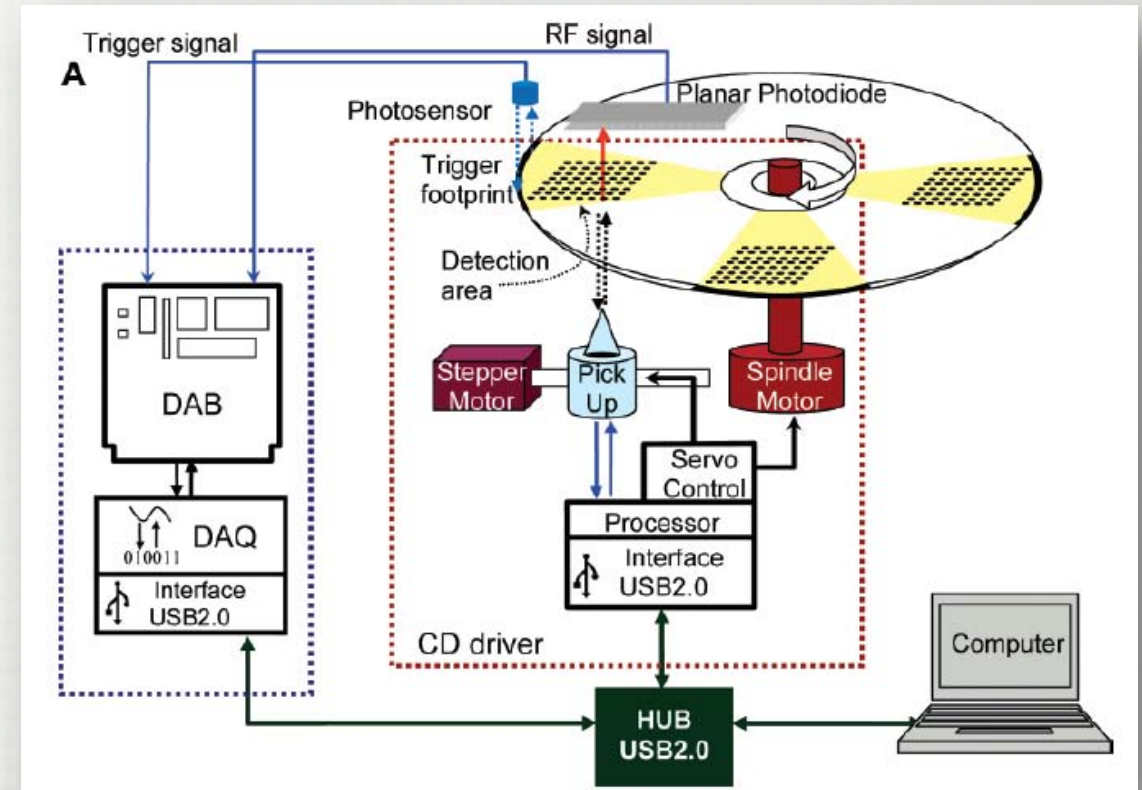 Trigger signal
RF signal
A
Photosensor
Planar Photodiode
Trigger
footprint
Detection
area
Stepper
Motor
Pick
Up
Spindle
Motor
DAB
Servo
Control
Processor
Interface
USB2.0
DAQ
010011
Interface
USB2.0
CD driver
Computer
HUB
USB2.0